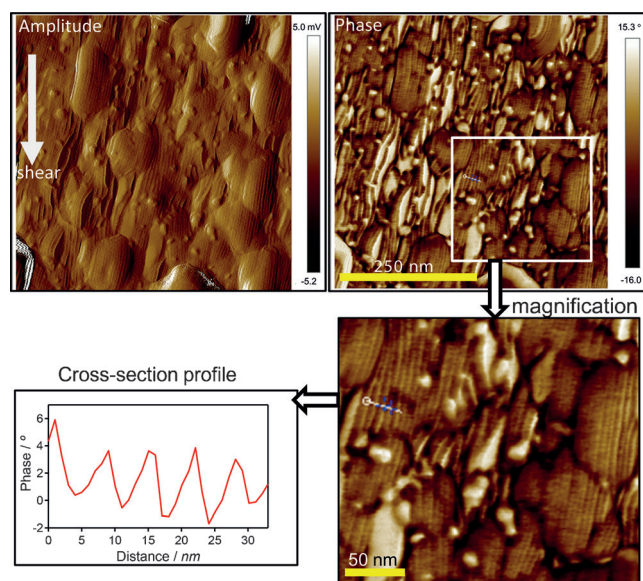 Amplitude
5.0 mV
shear
-5.2
Phase
15.3 °
250 nm
-16.0
magnification
50 nm
Cross-section profile
Phase / °
6
4
2
0
-2
0 5 10 15 20 25 30
Distance / nm